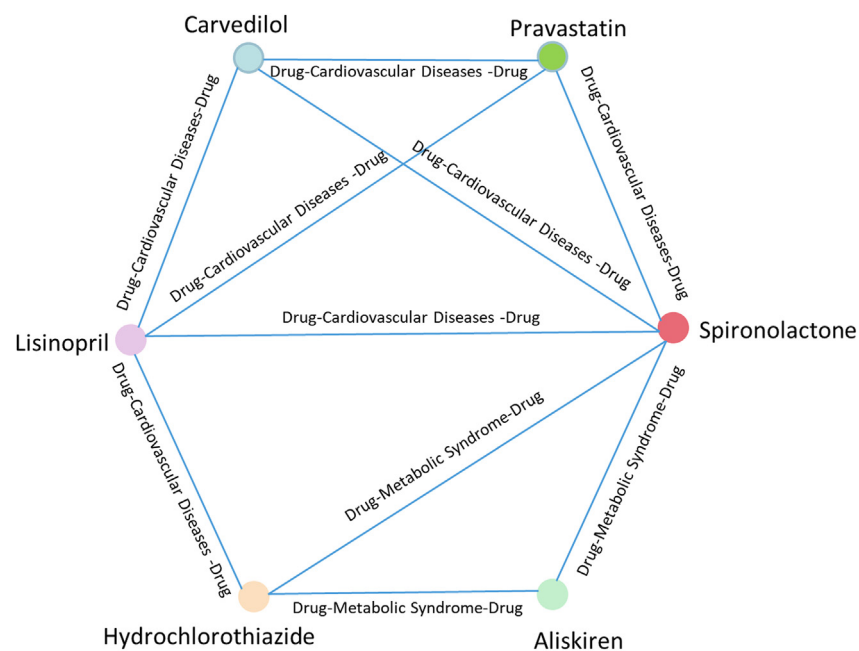 Carvedilol
Pravastatin
Drug-Cardiovascular Diseases -Drug
Drug-Cardiovascular Diseases-Drug
Drug-Cardiovascular Diseases -Drug
Drug-Cardiovascular Diseases -Drug
Drug-Cardiovascular Diseases-Drug
Drug-Cardiovascular Diseases -Drug
Lisinopril
Spironolactone
Drug-Cardiovascular Diseases -Drug
Drug-Metabolic Syndrome-Drug
Drug-Metabolic Syndrome-Drug
Drug-Metabolic Syndrome-Drug
Hydrochlorothiazide
Aliskiren